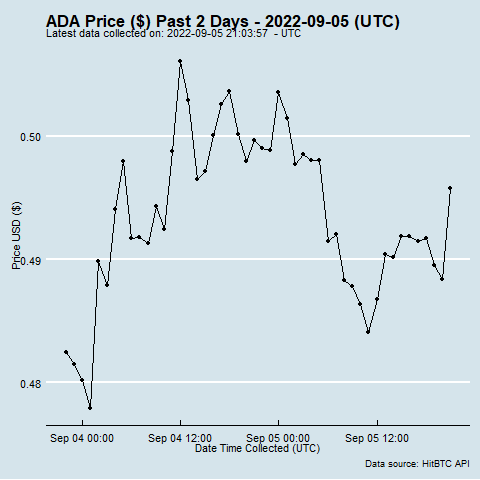 ADA Price ($) Past 2 Days - 2022-09-05 (UTC)
Latest data collected on: 2022-09-05 21:03:57 - UTC
Price USD ($)
0.50
0.49
0.48
Sep 04 00:00 Sep 04 12:00 Sep 05 00:00 Sep 05 12:00
Date Time Collected (UTC)
Data source: HitBTC API